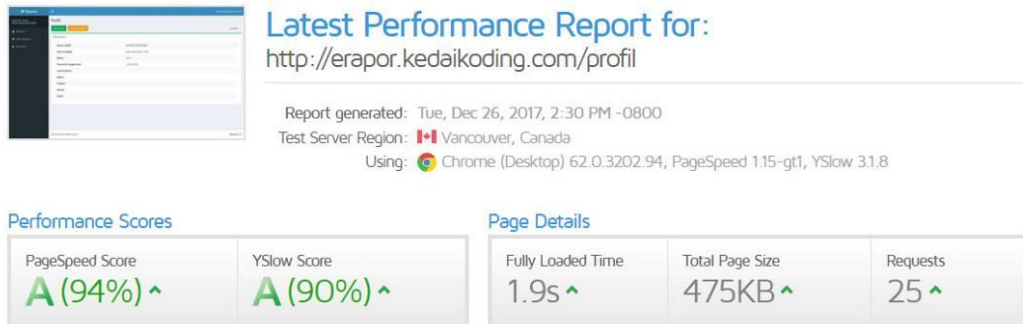 Latest Performance Report for:
http://erapor.kedaikoding.com/profil
Report generated: Tue, Dec 26, 2017, 2:30 PM -0800
Test Server Region: Vancouver, Canada
Using: Chrome (Desktop) 62.0.3202.94, PageSpeed 1.15-gt1, YSlow 3.1.8
Performance Scores
Page Details
PageSpeed Score
YSlow Score
Fully Loaded Time
Total Page Size
Requests
A (94%)
A (90%)
1.9s
475KB
25